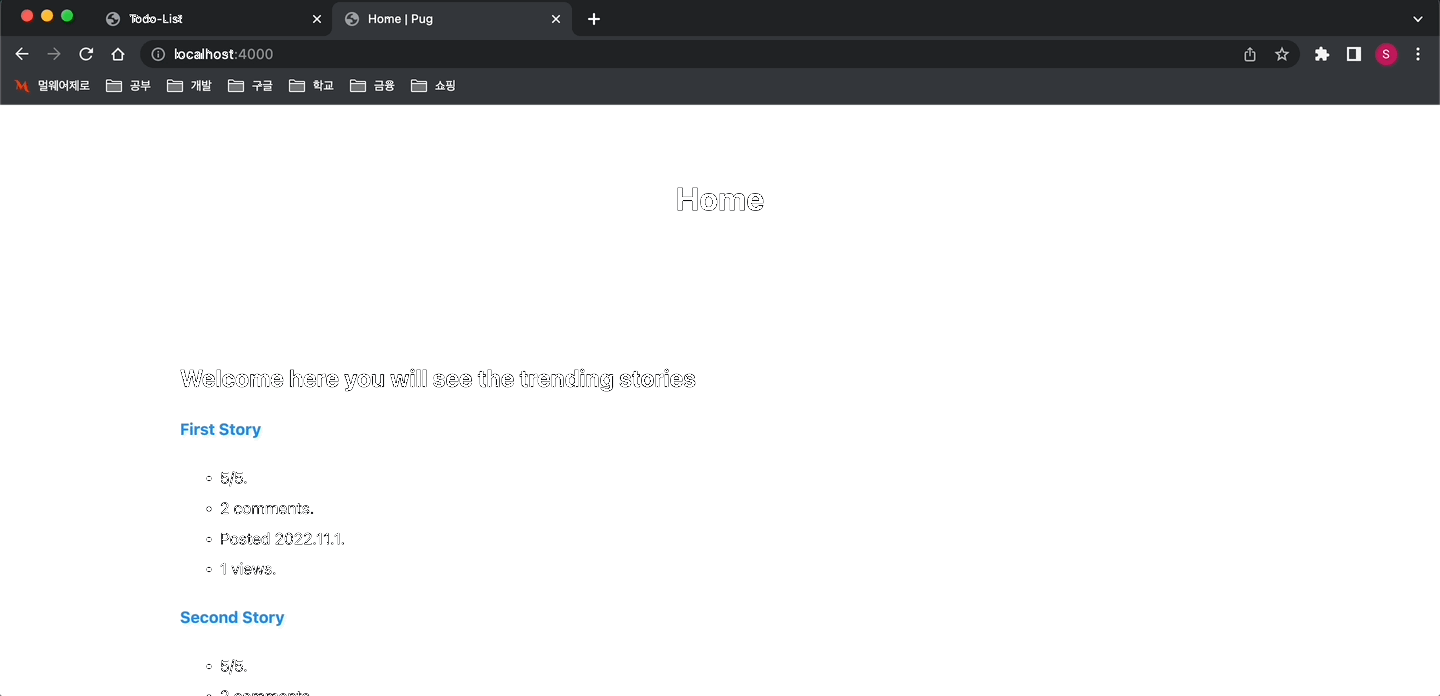 Todo-List
Home | Pug
localhost:4000
S
멀웨어제로 공부 개발 구글 학교 금융 쇼핑
Home
Welcome here you will see the trending stories
First Story
5/5.
2 comments.
Posted 2022.11.1.
1 views.
Second Story
5/5.
2 comments.